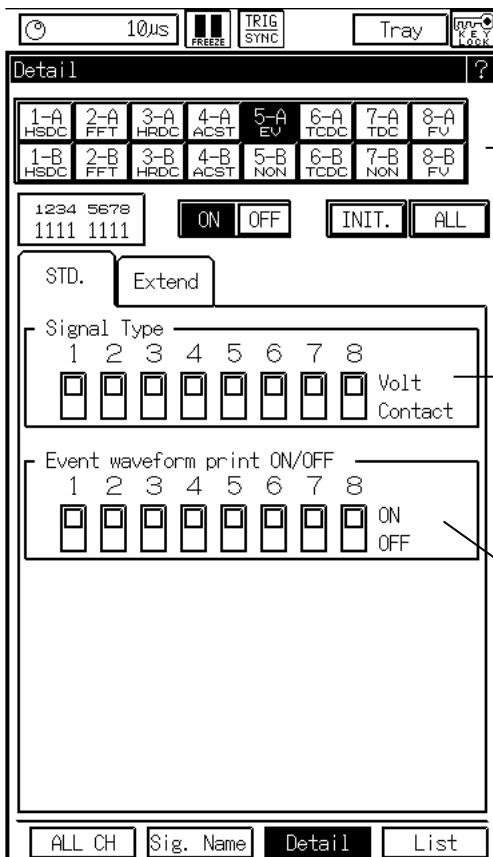 10μs FREEZE TRIG SYNC Tray KEY LOCK
Detail ?
1-A 2-A 3-A 4-A 5-A 6-A 7-A 8-A
HSDC FFT HRDC ACST EV TCDC TDC FV
1-B 2-B 3-B 4-B 5-B 6-B 7-B 8-B
HSDC FFT HRDC ACST NON TCDC NON FV
1234 5678
1111 1111
ON OFF INIT. ALL
STD. Extend
Signal Type
1 2 3 4 5 6 7 8
Volt
Contact
Event waveform print ON/OFF
1 2 3 4 5 6 7 8
ON
OFF
ALL CH Sig. Name Detail List